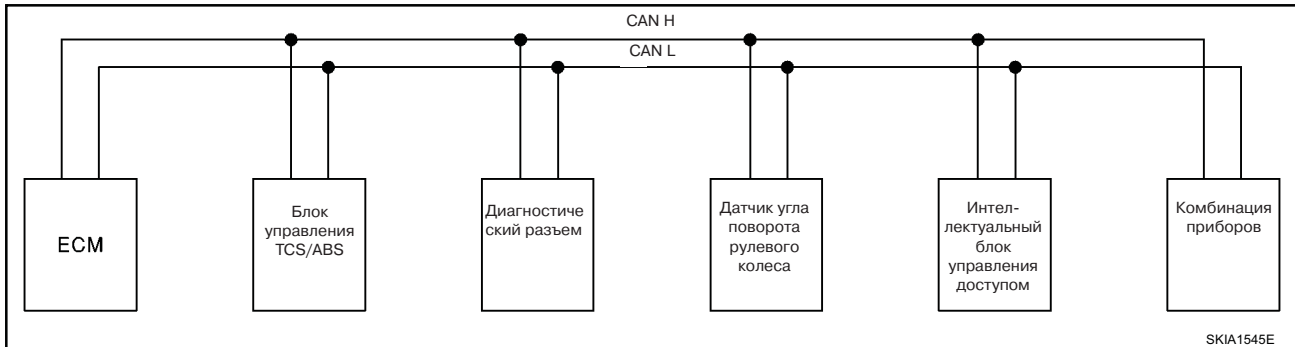 CAN H
CAN L
ECM
Блок
управления
TCS/ABS
Диагностиче
ский разъем
Датчик угла
поворота
рулевого
колеса
Интел-
лектуальный
блок
управления
доступом
Комбинация
приборов
SKIA1545E